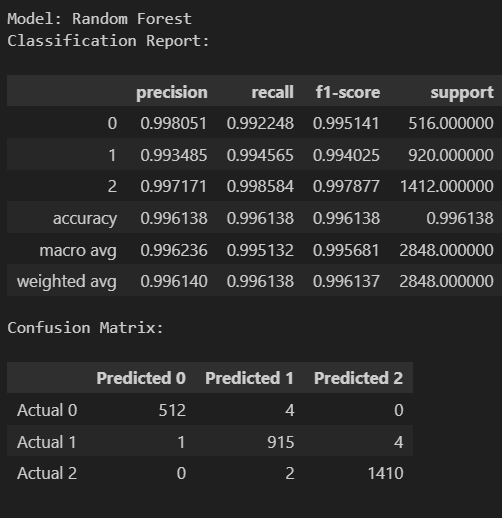 Model: Random Forest
Classification Report:
precision recall f1-score support
0 0.998051 0.992248 0.995141 516.000000
1 0.993485 0.994565 0.994025 920.000000
2 0.997171 0.998584 0.997877 1412.000000
accuracy 0.996138 0.996138 0.996138 0.996138
macro avg 0.996236 0.995132 0.995681 2848.000000
weighted avg 0.996140 0.996138 0.996137 2848.000000
Confusion Matrix:
Predicted 0 Predicted 1 Predicted 2
Actual 0 512 4 0
Actual 1 1 915 4
Actual 2 0 2 1410